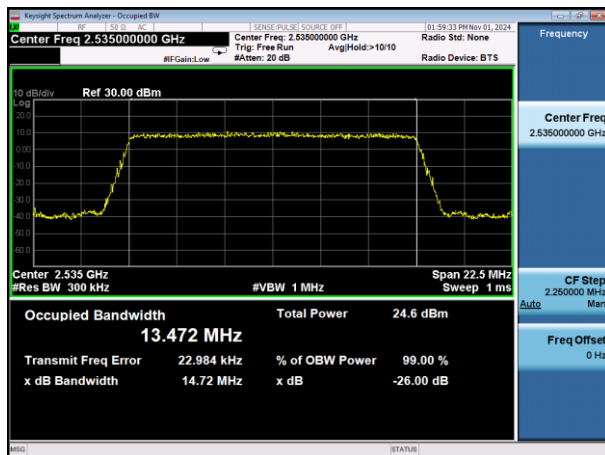 Keysight Spectrum Analyzer - Occupied BW
RF 50 Ω AC SENSE:PULSE SOURCE OFF 01:59:33 PM Nov 01, 2024
Center Freq 2.535000000 GHz
Center Freq: 2.535000000 GHz
Radio Std: None
Trig: Free Run Avg|Hold:>10/10
#IFGain:Low #Atten: 20 dB Radio Device: BTS
10 dB/div Ref 30.00 dBm
Log
20.0
10.0
0.00
-10.0
-20.0
-30.0
-40.0
-50.0
-60.0
Center 2.535 GHz Span 22.5 MHz
#Res BW 300 kHz #VBW 1 MHz Sweep 1 ms
Occupied Bandwidth Total Power 24.6 dBm
13.472 MHz
Transmit Freq Error 22.984 kHz % of OBW Power 99.00 %
x dB Bandwidth 14.72 MHz x dB -26.00 dB
MSG STATUS
Frequency
Center Freq
2.535000000 GHz
CF Step
2.250000 MHz
Auto Man
Freq Offset
0 Hz